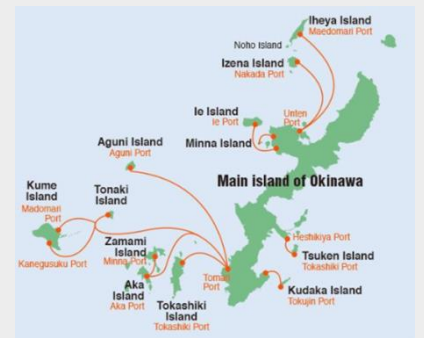 Iheya Island
Maedomari Port
Noho Island
Izena Island
Nakada Port
Ie Island
Ie Port
Unten
Port
Minna Island
Aguni Island
Aguni Port
Main island of Okinawa
Kume
Island
Madomari
Port
Tonaki
Island
Kanegusuku Port
Zamami
Island
Minna Port
Aka
Island
Aka Port
Tokashiki
Island
Tokashiki Port
Tomari
Port
Heshikiya Port
Tsuken Island
Tokashiki Port
Kudaka Island
Tokujin Port